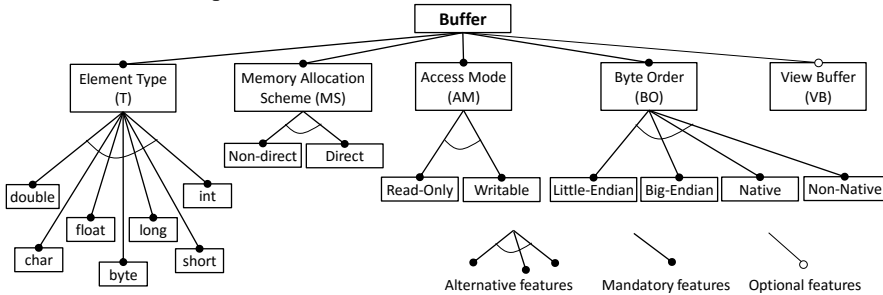 Buffer
Element Type
(T)
Memory Allocation
Scheme (MS)
Access Mode
(AM)
Byte Order
(BO)
View Buffer
(VB)
Non-direct
Direct
double
int
Read-Only
Writable
Little-Endian
Big-Endian
Native
Non-Native
float
long
char
short
byte
Alternative features
Mandatory features
Optional features